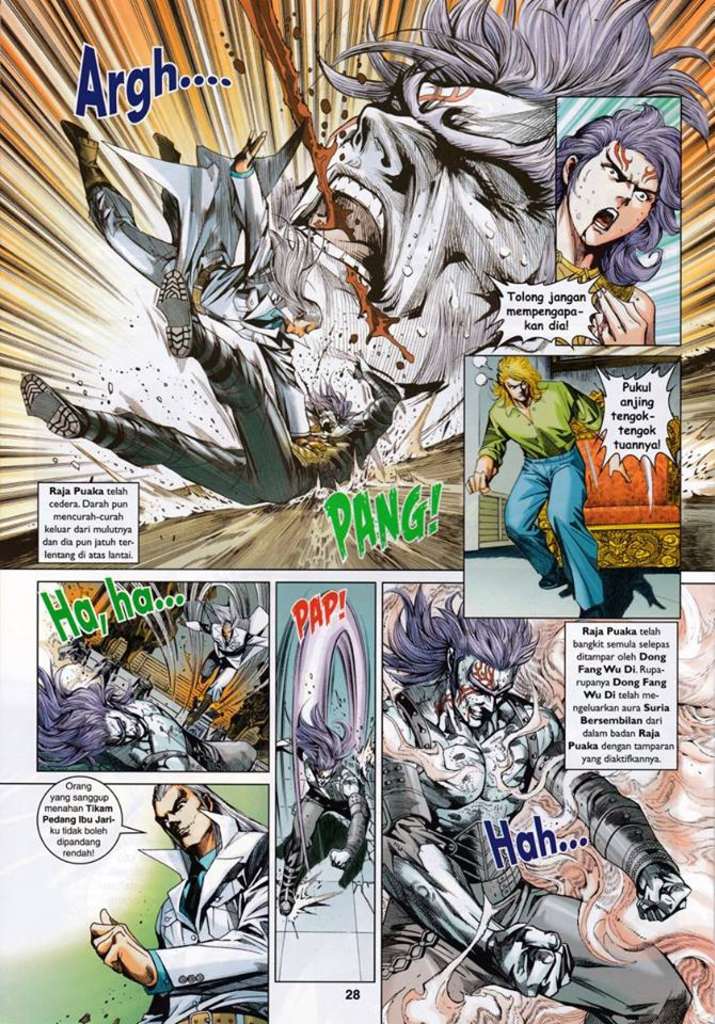 Argh....
Tolong jangan
mempengapa-
kan dia!
Pukul
anjing
tengok-
tengok
tuannya!
Raja Puaka telah
cedera. Darah pun
mencurah-curah
keluar dari mulutnya
dan dia pun jatuh ter-
lentang di atas lantai.
PANG!
Ha, ha...
PAP!
Raja Puaka telah
bangkit semula selepas
ditampar oleh Dong
Fang Wu Di. Rupa-
rupanya Dong Fang
Wu Di telah me-
ngeluarkan aura Suria
Bersembilan dari
dalam badan Raja
Puaka dengan tamparan
yang diaktifkannya.
Orang
yang sanggup
menahan Tikam
Pedang Ibu Jari-
ku tidak boleh
dipandang
rendah!
Hah...
28